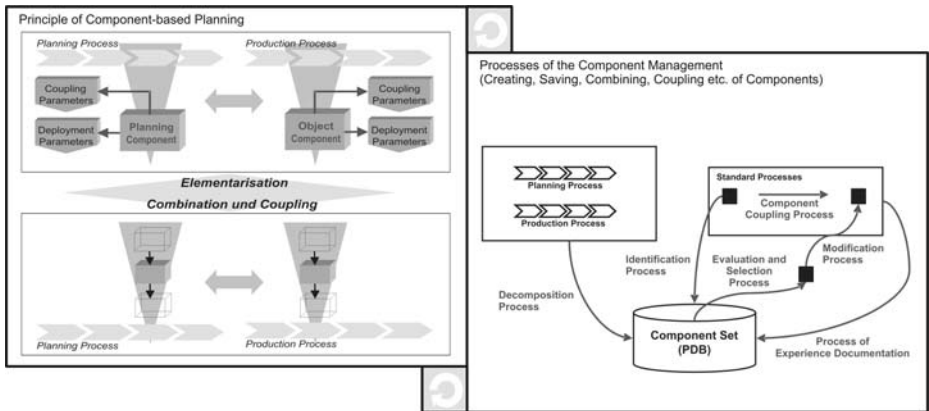 Principle of Component-based Planning
Planning Process
Production Process
Coupling
Parameters
Deployment
Parameters
Planning
Component
Object
Component
Coupling
Parameters
Deployment
Parameters
Elementarisation
Combination und Coupling
Planning Process
Production Process
Processes of the Component Management
(Creating, Saving, Combining, Coupling etc. of Components)
Planning Process
Production Process
Standard Processes
Component
Coupling Process
Identification
Process
Evaluation and
Selection
Process
Modification
Process
Decomposition
Process
Component Set
(PDB)
Process of
Experience Documentation